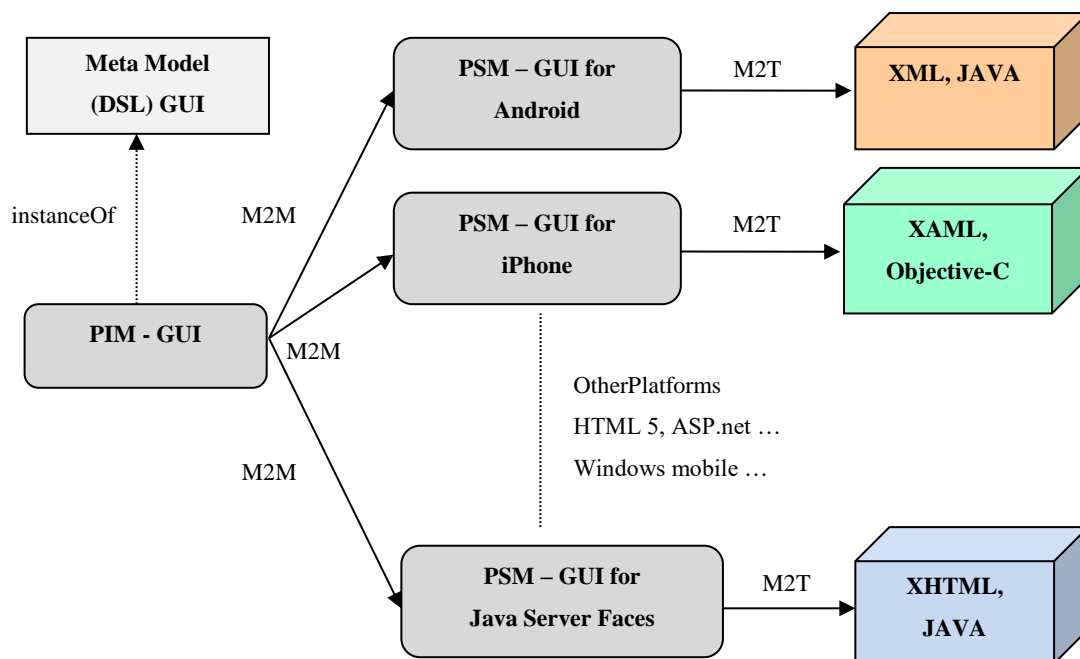 Meta Model
(DSL) GUI
instanceOf
PIM - GUI
M2M
M2M
M2M
PSM – GUI for
Android
M2T
XML, JAVA
PSM – GUI for
iPhone
M2T
XAML,
Objective-C
OtherPlatforms
HTML 5, ASP.net …
Windows mobile …
PSM – GUI for
Java Server Faces
M2T
XHTML,
JAVA